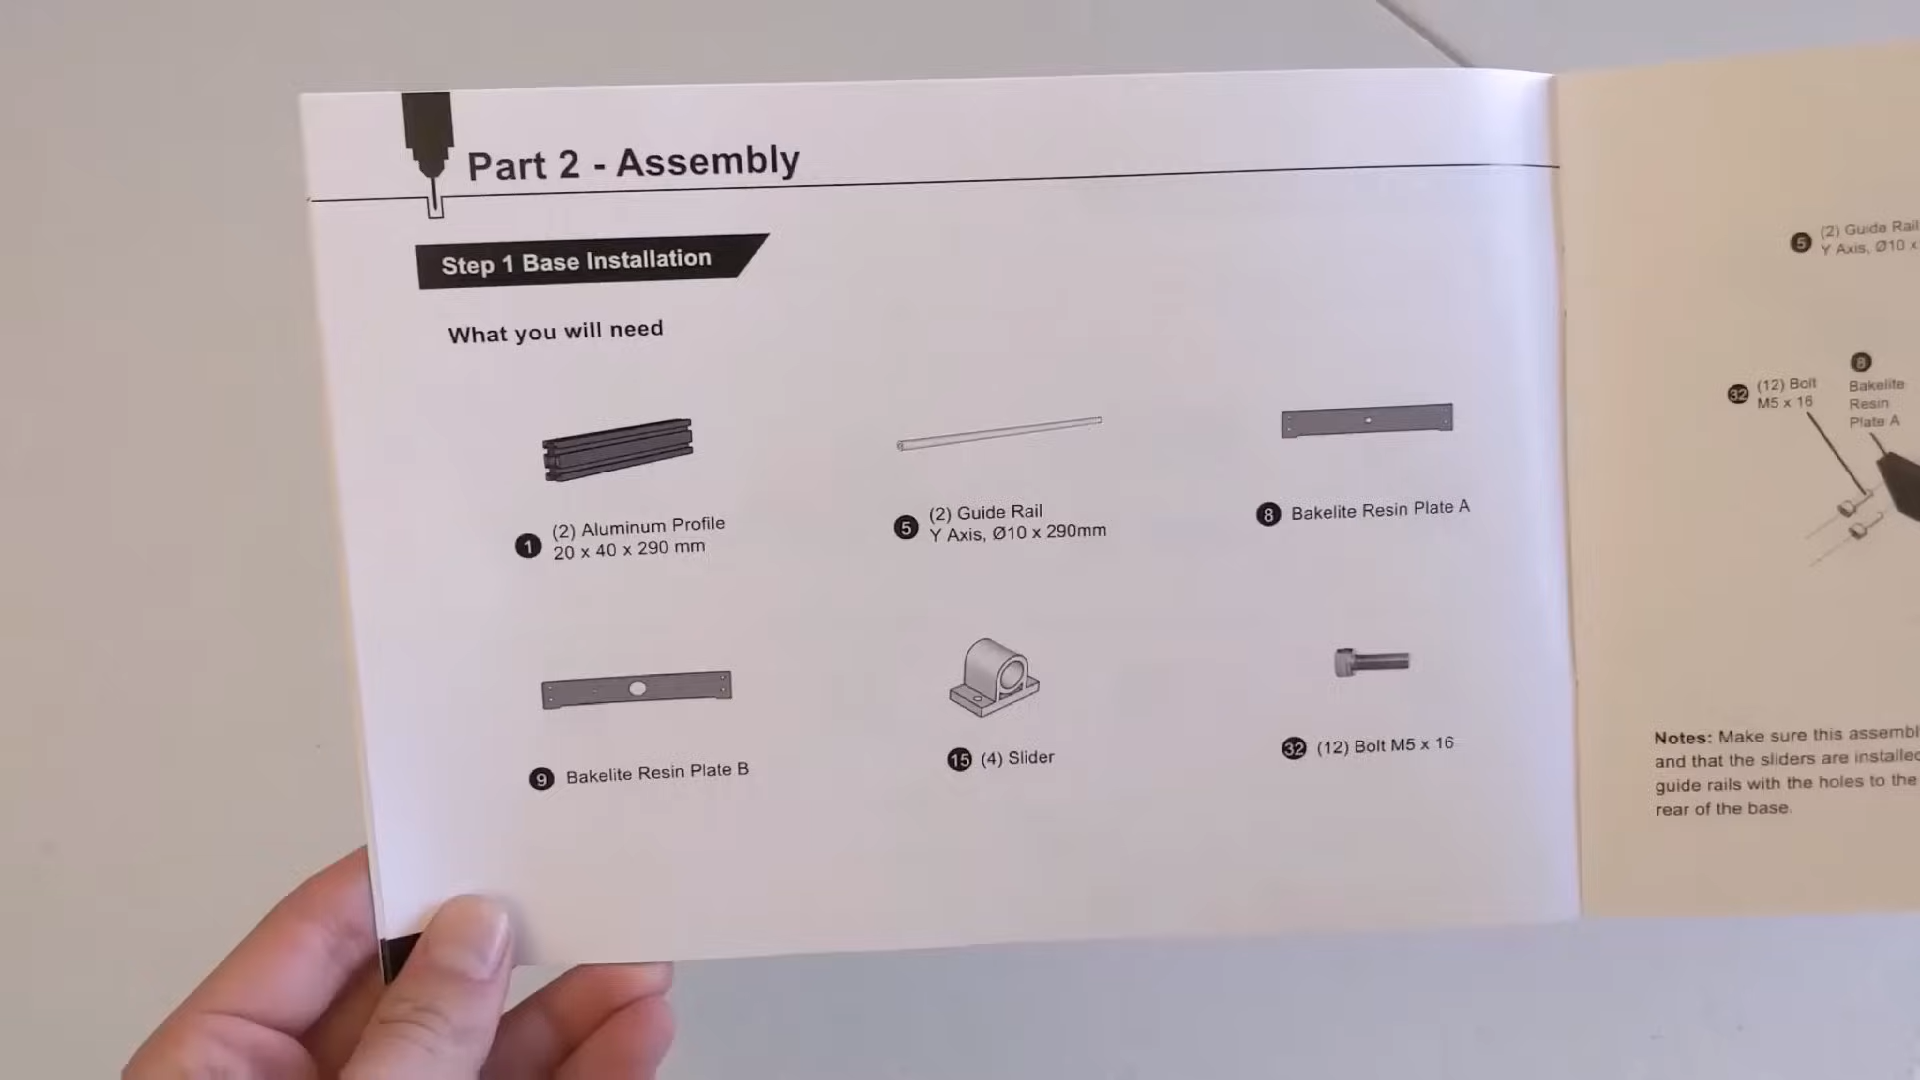 Part 2 - Assembly
Step 1 Base Installation
What you will need
1 (2) Aluminum Profile
20 x 40 x 290 mm
5 (2) Guide Rail
Y Axis, Ø10 x 290mm
8 Bakelite Resin Plate A
9 Bakelite Resin Plate B
15 (4) Slider
32 (12) Bolt M5 x 16
5 (2) Guide Rail
Y Axis, Ø10 x
32 (12) Bolt
M5 x 16
8
Bakelite
Resin
Plate A
Notes: Make sure this
and that the sliders are
guide rails with the holes to the
rear of the base.